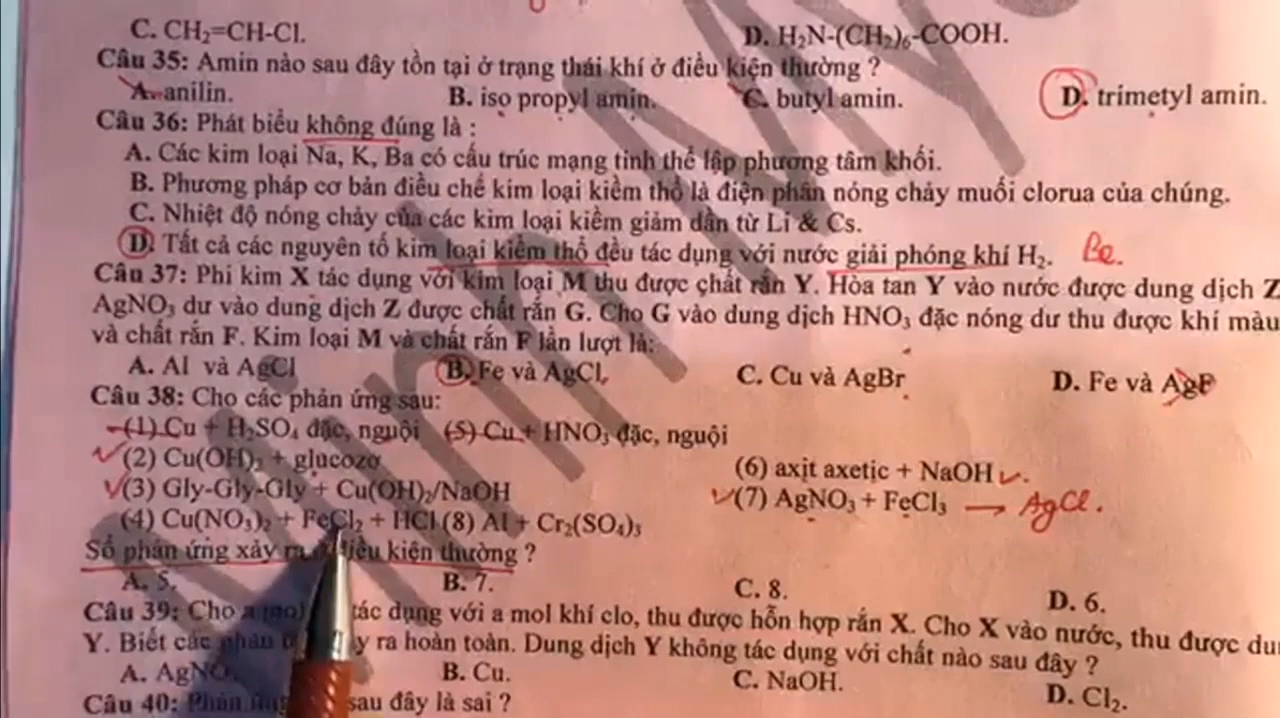 C. CH₂=CH-Cl. D. H₂N-(CH₂)₆-COOH.
Câu 35: Amin nào sau đây tồn tại ở trạng thái khí ở điều kiện thường ?
A. anilin. B. iso propyl amin. C. butyl amin. D. trimetyl amin.
Câu 36: Phát biểu không đúng là :
A. Các kim loại Na, K, Ba có cấu trúc mạng tinh thể lập phương tâm khối.
B. Phương pháp cơ bản điều chế kim loại kiềm thổ là điện phân nóng chảy muối clorua của chúng.
C. Nhiệt độ nóng chảy của các kim loại kiềm giảm dần từ Li & Cs.
D. Tất cả các nguyên tố kim loại kiềm thổ đều tác dụng với nước giải phóng khí H₂. Be.
Câu 37: Phi kim X tác dụng với kim loại M thu được chất rắn Y. Hòa tan Y vào nước được dung dịch Z
AgNO₃ dư vào dung dịch Z được chất rắn G. Cho G vào dung dịch HNO₃ đặc nóng dư thu được khí màu
và chất rắn F. Kim loại M và chất rắn F lần lượt là:
A. Al và AgCl B. Fe và AgCl C. Cu và AgBr D. Fe và AgF
Câu 38: Cho các phản ứng sau:
(1) Cu + H₂SO₄ đặc, nguội (5) Cu + HNO₃ đặc, nguội
(2) Cu(OH)₂ + glucozơ (6) axit axetic + NaOH
(3) Gly-Gly-Gly + Cu(OH)₂/NaOH (7) AgNO₃ + FeCl₃ → AgCl.
(4) Cu(NO₃)₂ + FeCl₂ + HCl (8) Al + Cr₂(SO₄)₃
Số phản ứng xảy ra điều kiện thường ?
A. 5. B. 7. C. 8. D. 6.
Câu 39: Cho a mol tác dụng với a mol khí clo, thu được hỗn hợp rắn X. Cho X vào nước, thu được du
Y. Biết các phản ra hoàn toàn. Dung dịch Y không tác dụng với chất nào sau đây ?
A. AgNO B. Cu. C. NaOH. D. Cl₂.
Câu 40: Phản ứng sau đây là sai ?